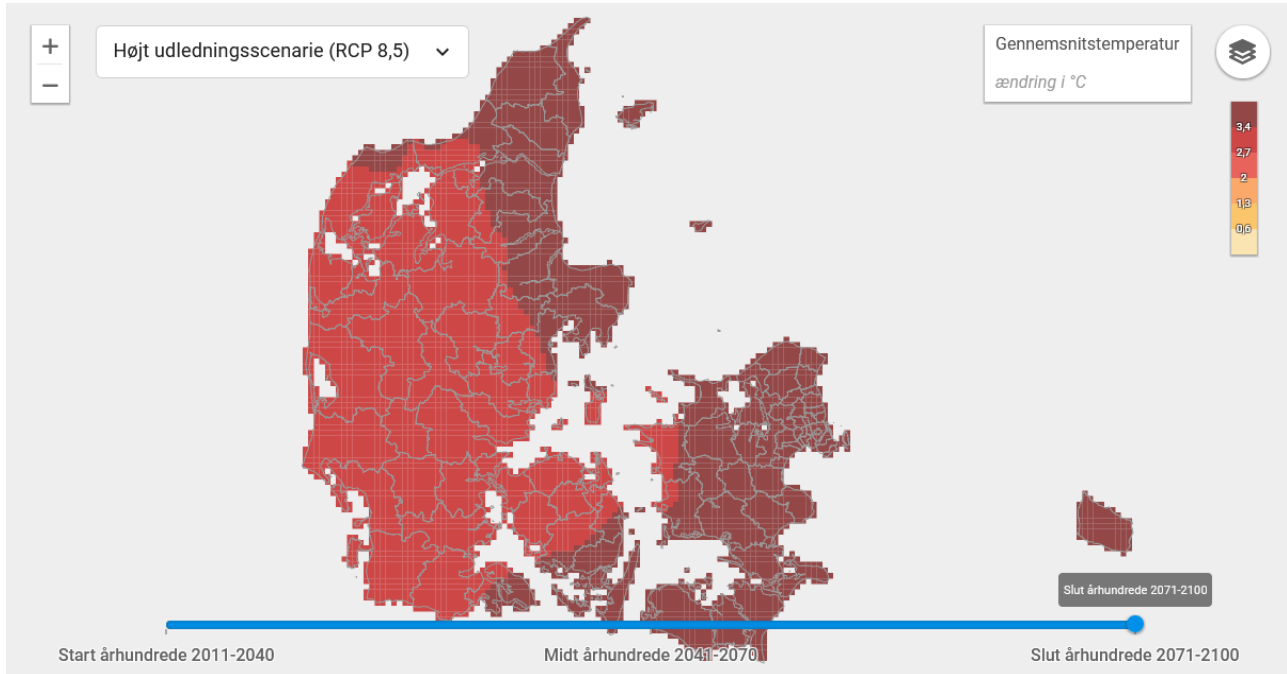 +
−
Højt udledningsscenarie (RCP 8,5)
Gennemsnitstemperatur
ændring i °C
3,4
2,7
2
1,3
0,6
Slut århundrede 2071-2100
Start århundrede 2011-2040
Midt århundrede 2041-2070
Slut århundrede 2071-2100